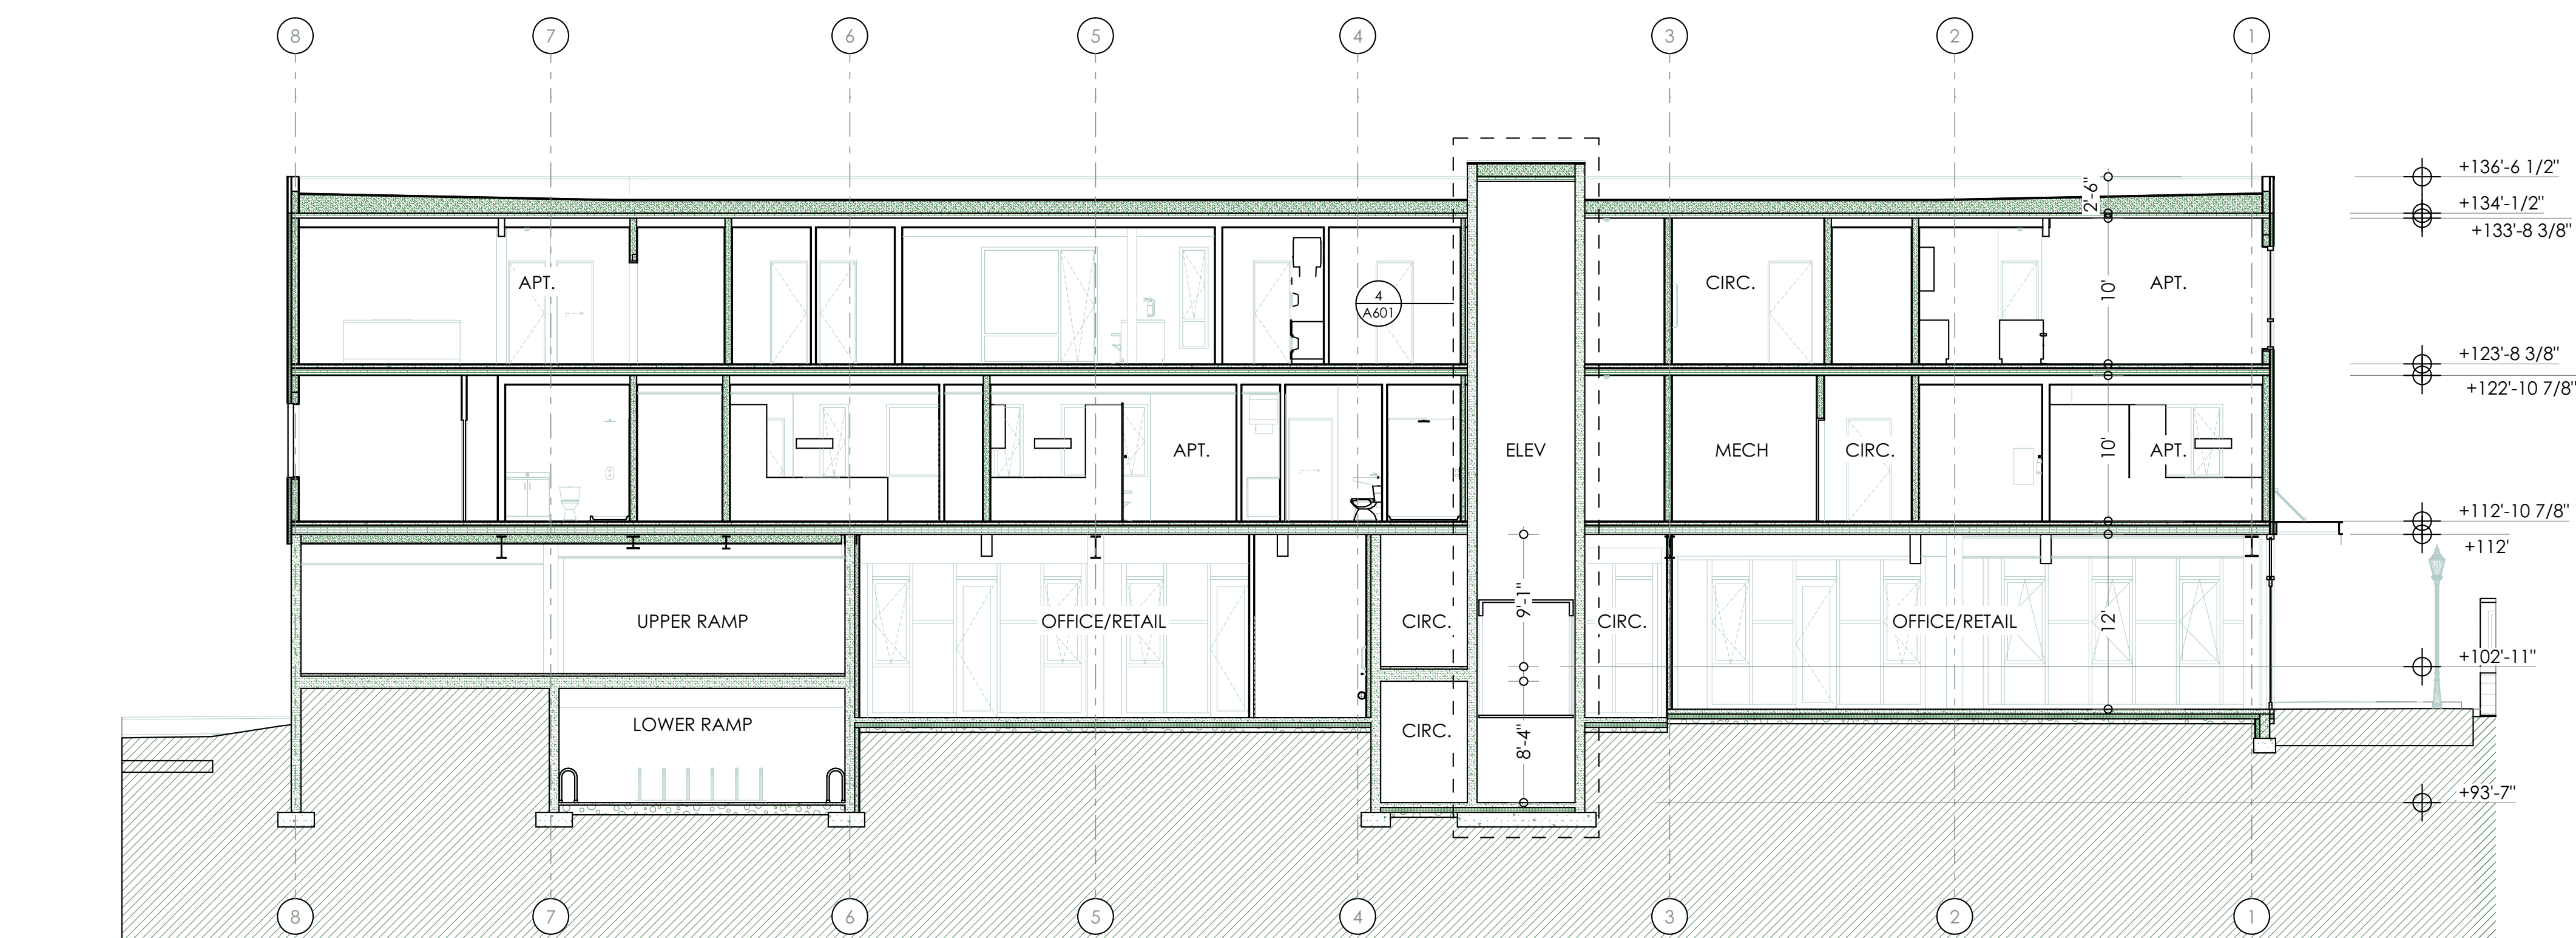 8 7 6 5 4 3 2 1
+136'-6 1/2"
2'-6"
+134'-1/2"
+133'-8 3/8"
APT.
CIRC.
10'
APT.
4
A601
+123'-8 3/8"
+122'-10 7/8"
APT.
ELEV
MECH
CIRC.
10'
APT.
+112'-10 7/8"
+112'
UPPER RAMP
OFFICE/RETAIL
CIRC.
9'-1"
CIRC.
OFFICE/RETAIL
12'
+102'-11"
LOWER RAMP
CIRC.
8'-4"
+93'-7"
8 7 6 5 4 3 2 1